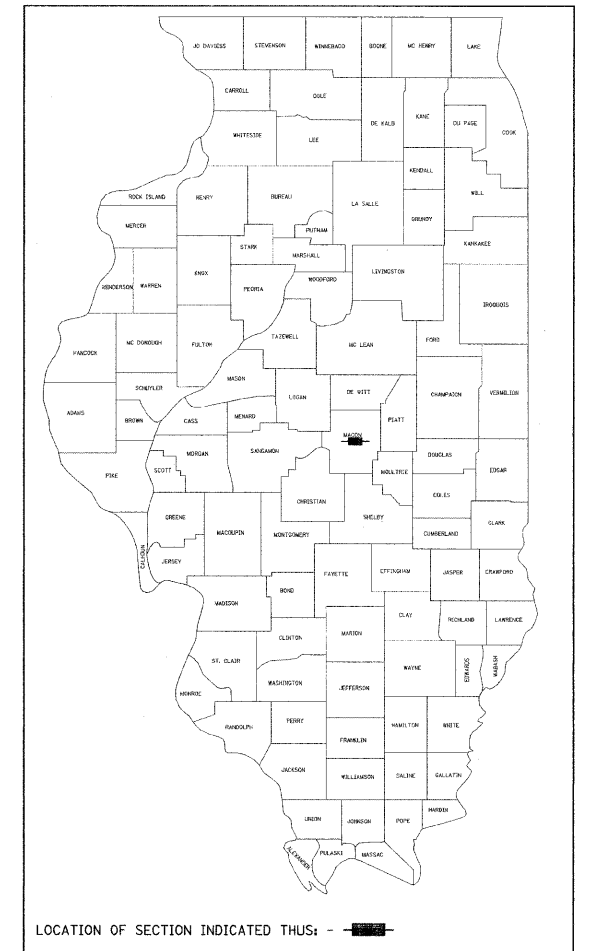 JO DAVIESS STEVENSON WINNEBAGO BOONE MC HENRY LAKE
CARROLL OGLE
DE KALB KANE DU PAGE COOK
WHITESIDE LEE
KENDALL
WILL
ROCK ISLAND HENRY BUREAU LA SALLE
GRUNDY
MERCER PUTNAM
KANKAKEE
STARK MARSHALL
KNOX LIVINGSTON
HENDERSON WARREN PEORIA WOODFORD
IROQUOIS
HANCOCK MC DONOUGH FULTON TAZEWELL MC LEAN FORD
MASON
SCHUYLER LOGAN DE WITT CHAMPAIGN VERMILION
ADAMS BROWN CASS MENARD PIATT
MACON
MORGAN SANGAMON DOUGLAS
PIKE SCOTT MOULTRIE EDGAR
CHRISTIAN COLES
GREENE SHELBY CLARK
CALHOUN MACOUPIN MONTGOMERY CUMBERLAND
JERSEY
FAYETTE EFFINGHAM JASPER CRAWFORD
MADISON BOND
CLAY RICHLAND LAWRENCE
CLINTON MARION
ST. CLAIR WAYNE EDWARDS WABASH
MONROE WASHINGTON JEFFERSON
RANDOLPH PERRY HAMILTON WHITE
FRANKLIN
JACKSON WILLIAMSON SALINE GALLATIN
HARDIN
UNION JOHNSON POPE
ALEXANDER PULASKI MASSAC
LOCATION OF SECTION INDICATED THUS: -